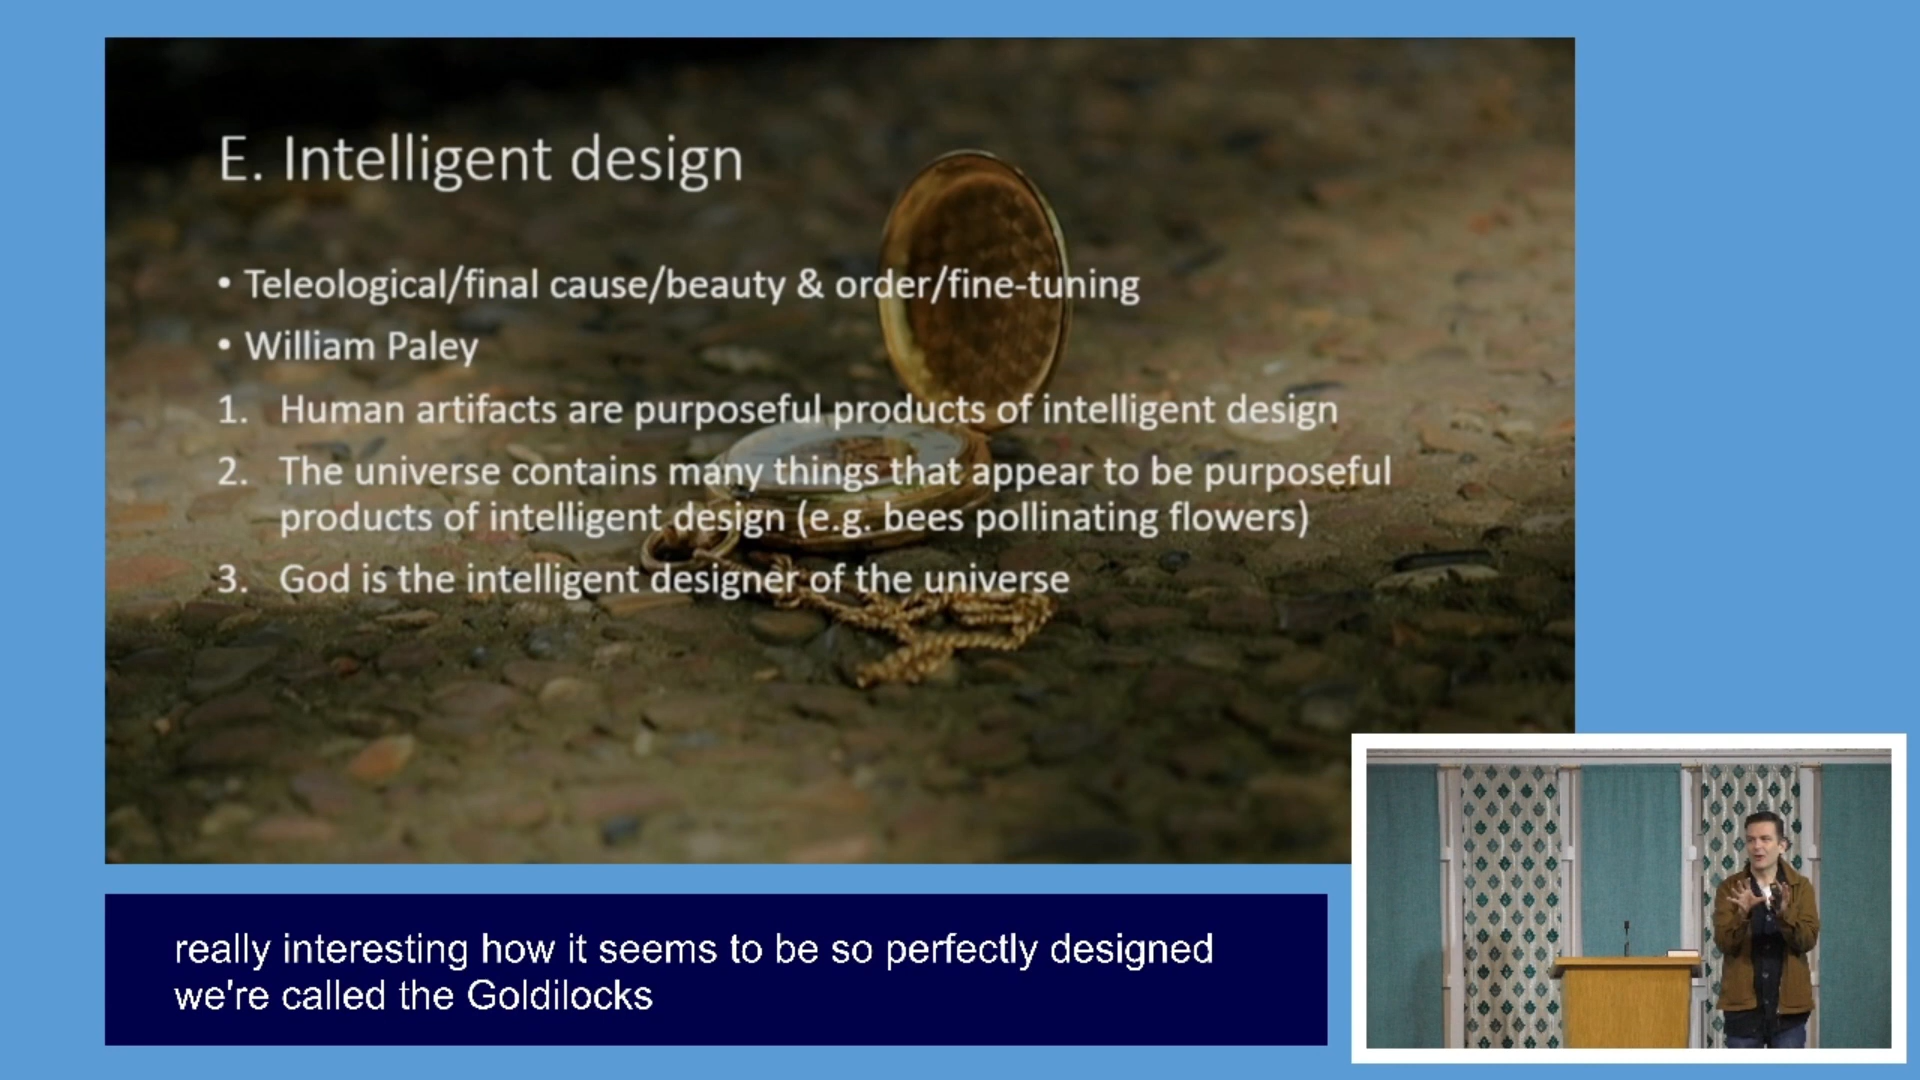 E. Intelligent design
• Teleological/final cause/beauty & order/fine-tuning
• William Paley
1. Human artifacts are purposeful products of intelligent design
2. The universe contains many things that appear to be purposeful
products of intelligent design (e.g. bees pollinating flowers)
3. God is the intelligent designer of the universe
really interesting how it seems to be so perfectly designed
we're called the Goldilocks